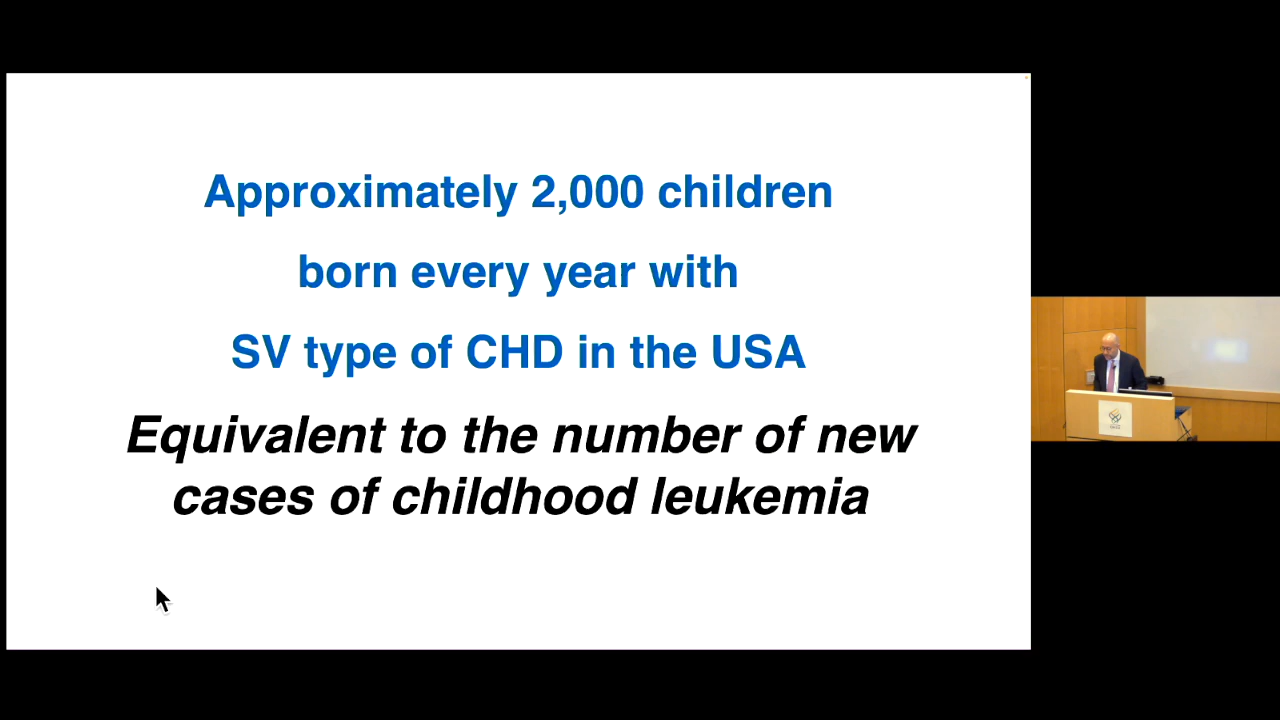 Approximately 2,000 children
born every year with
SV type of CHD in the USA
Equivalent to the number of new
cases of childhood leukemia